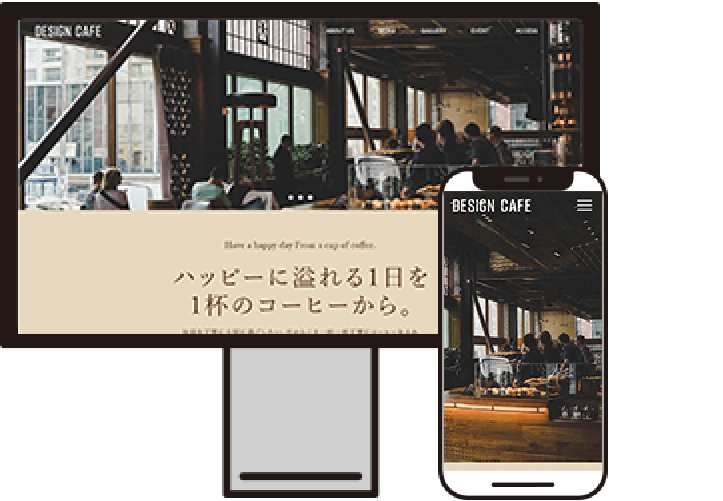 DESIGN CAFE
ABOUT US
MENU
GALLERY
EVENT
ACCESS
Have a happy day From a cup of coffee.
ハッピーに溢れる1日を
1杯のコーヒーから。
DESIGN CAFE